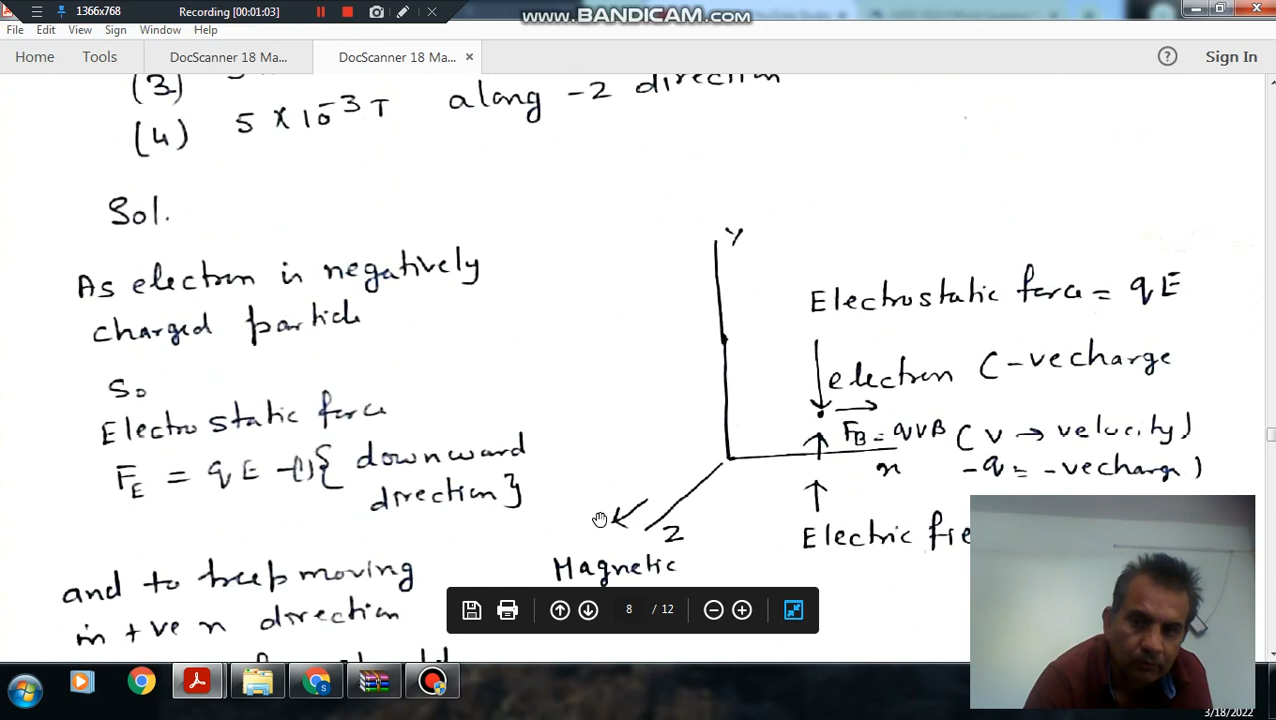 1366x768
Recording [00:01:03]
www.BANDICAM.com
File Edit View Sign Window Help
Home Tools
DocScanner 18 Ma...
DocScanner 18 Ma...
Sign In
(3)
direction
(4) 5 × 10⁻³ T along -z direction
Sol.
As electron is negatively
charged particle
So
Electrostatic force
F_E = qE -(1) { downward
direction }
and to keep moving
in +ve x direction
Y
Electrostatic force = qE
electron (-ve charge
F_B = qvB (v → velocity)
x
-q = -ve charge)
Z
Magnetic
Electric fie
8 / 12
3/18/2022